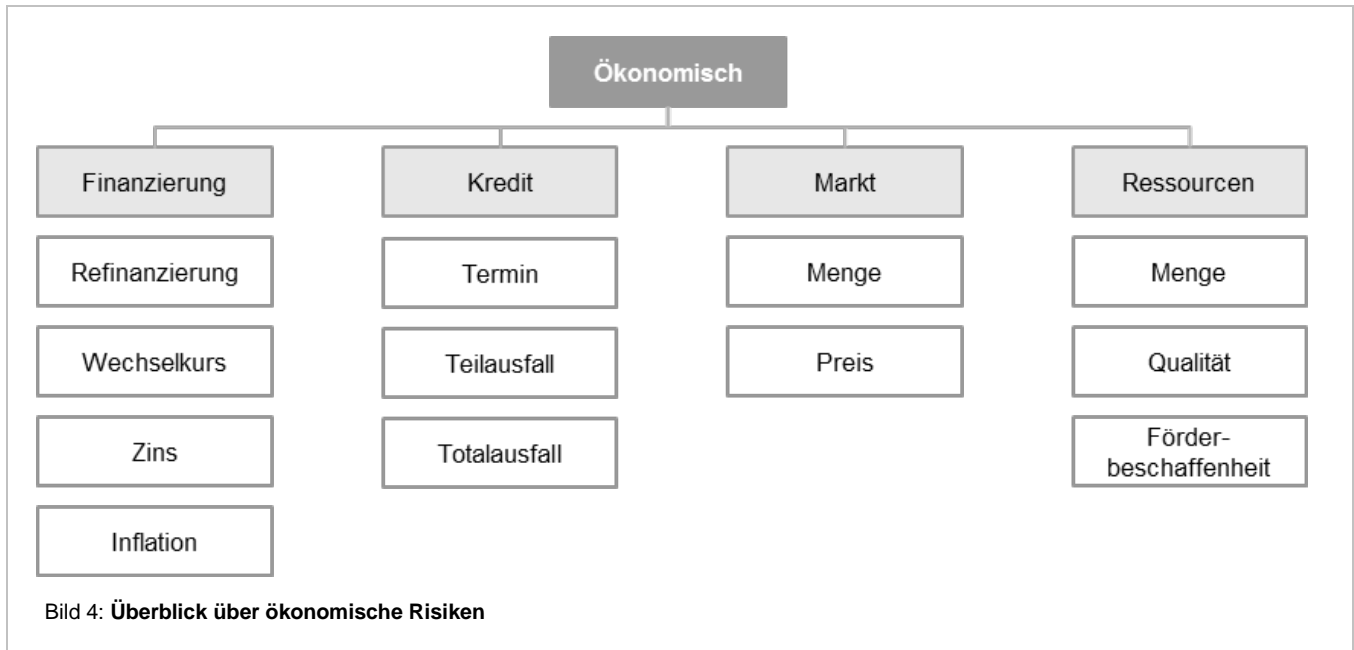 Ökonomisch
Finanzierung
Kredit
Markt
Ressourcen
Refinanzierung
Termin
Menge
Menge
Wechselkurs
Teilausfall
Preis
Qualität
Zins
Totalausfall
Förder-
beschaffenheit
Inflation
Bild 4: Überblick über ökonomische Risiken